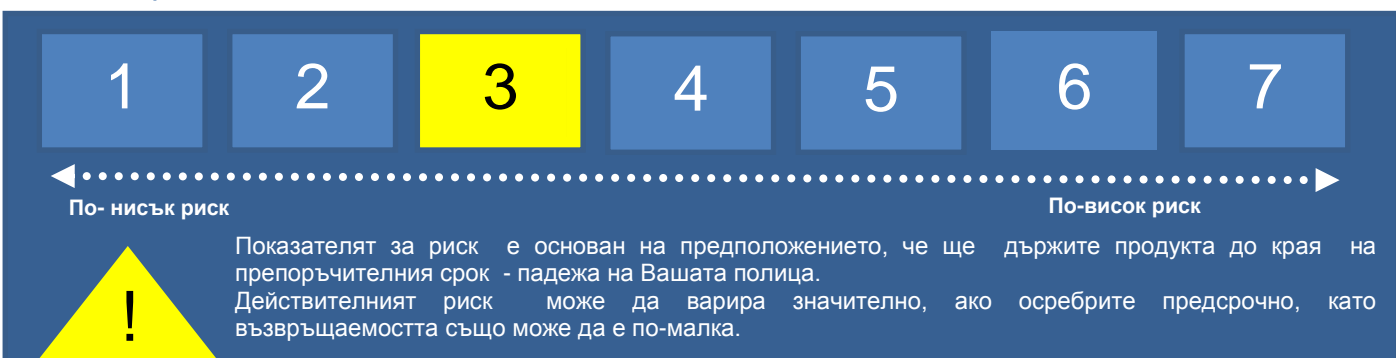 1 2 3 4 5 6 7
По- нисък риск По-висок риск
Показателят за риск е основан на предположението, че ще държите продукта до края на
препоръчителния срок - падежа на Вашата полица.
Действителният риск може да варира значително, ако осребрите предсрочно, като
възвръщаемостта също може да е по-малка.
!